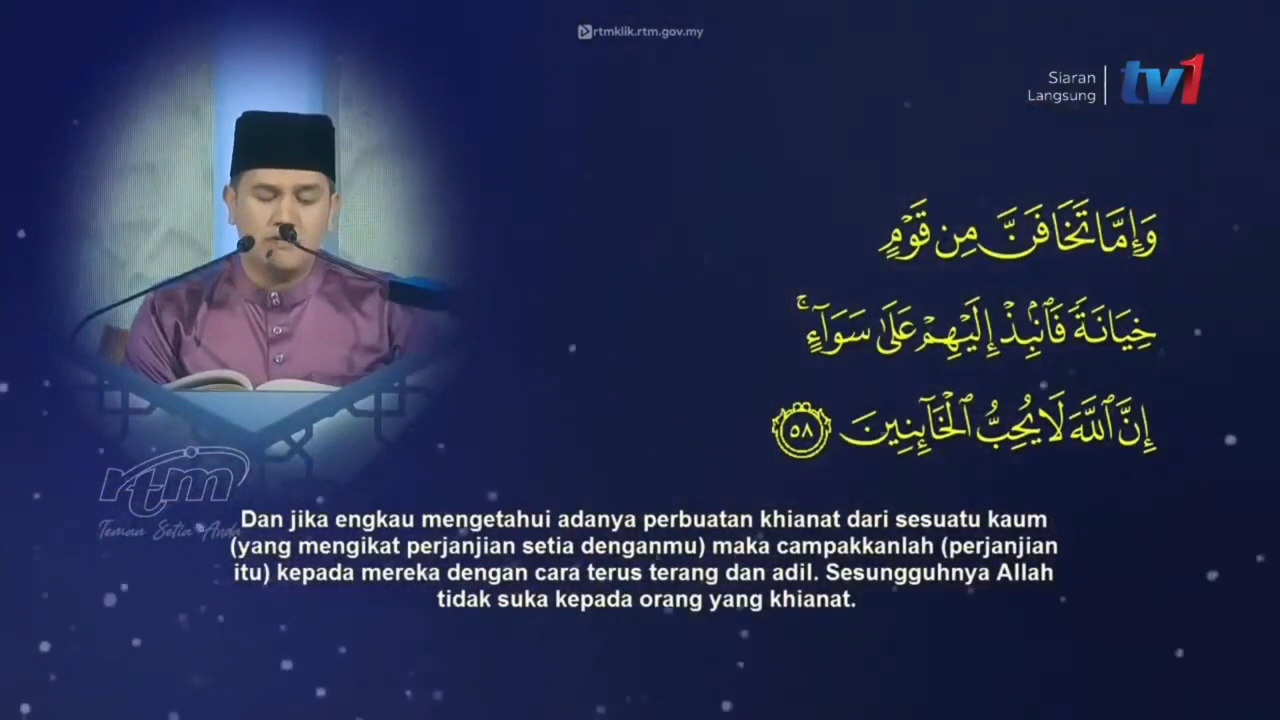 rtmklik.rtm.gov.my
Siaran
Langsung
tv1
وَإِمَّا تَخَافَنَّ مِن قَوْمٍ
خِيَانَةً فَٱنۢبِذْ إِلَيْهِمْ عَلَىٰ سَوَآءٍ ۚ
إِنَّ ٱللَّهَ لَا يُحِبُّ ٱلْخَآئِنِينَ ٥٨
rtm
Teman Setia Anda
Dan jika engkau mengetahui adanya perbuatan khianat dari sesuatu kaum
(yang mengikat perjanjian setia denganmu) maka campakkanlah (perjanjian
itu) kepada mereka dengan cara terus terang dan adil. Sesungguhnya Allah
tidak suka kepada orang yang khianat.